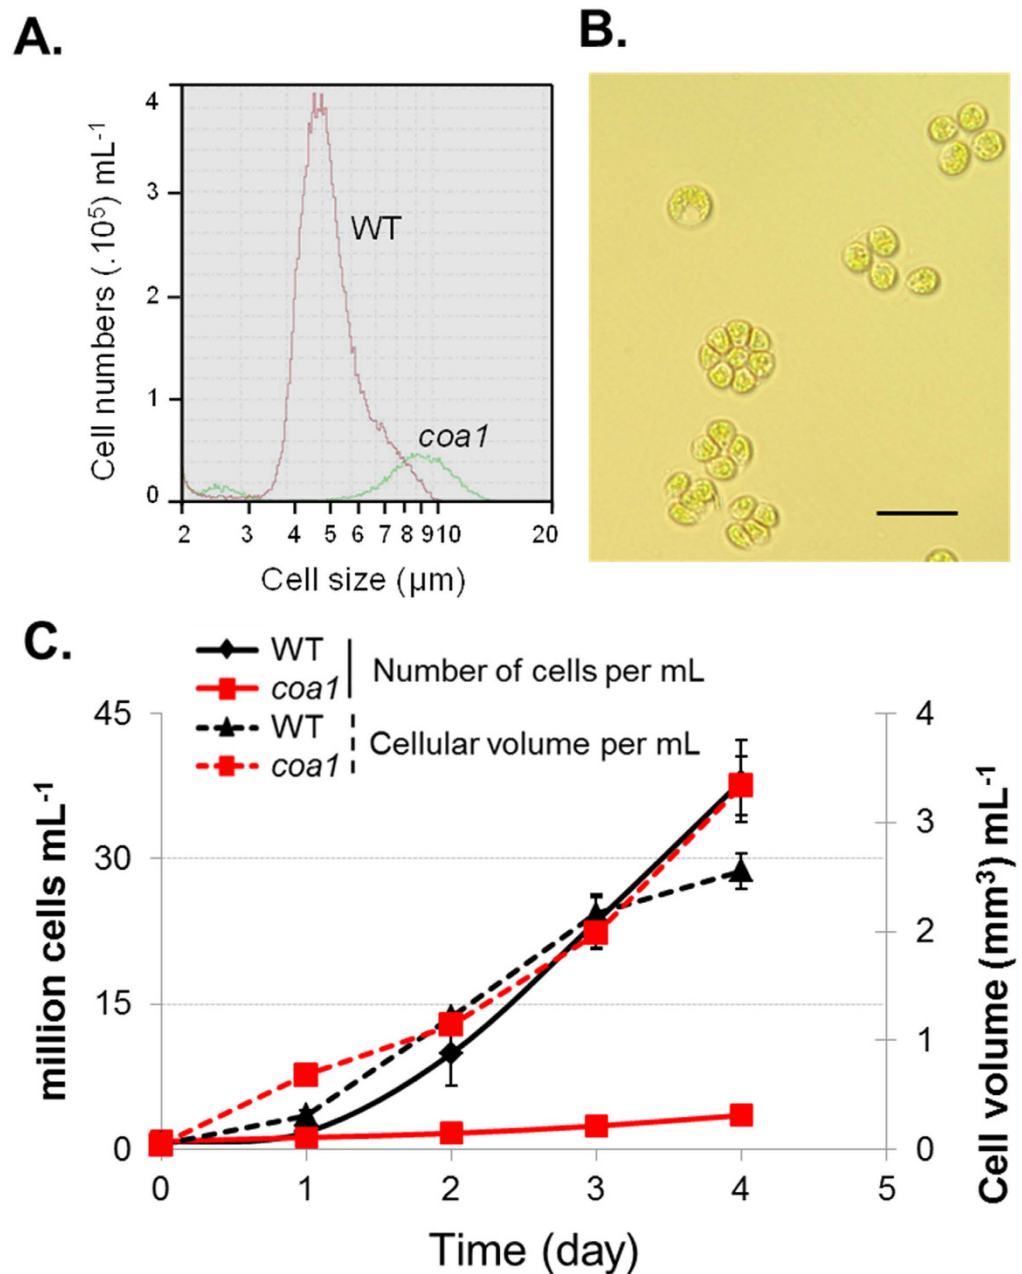 A.
B.
Cell numbers (.10⁵) mL⁻¹
4
3
2
1
0
WT
coa1
2 3 4 5 6 7 8 9 10 20
Cell size (µm)
C.
WT
coa1
Number of cells per mL
WT
coa1
Cellular volume per mL
million cells mL⁻¹
45
30
15
0
4
3
2
1
0
Cell volume (mm³) mL⁻¹
0 1 2 3 4 5
Time (day)